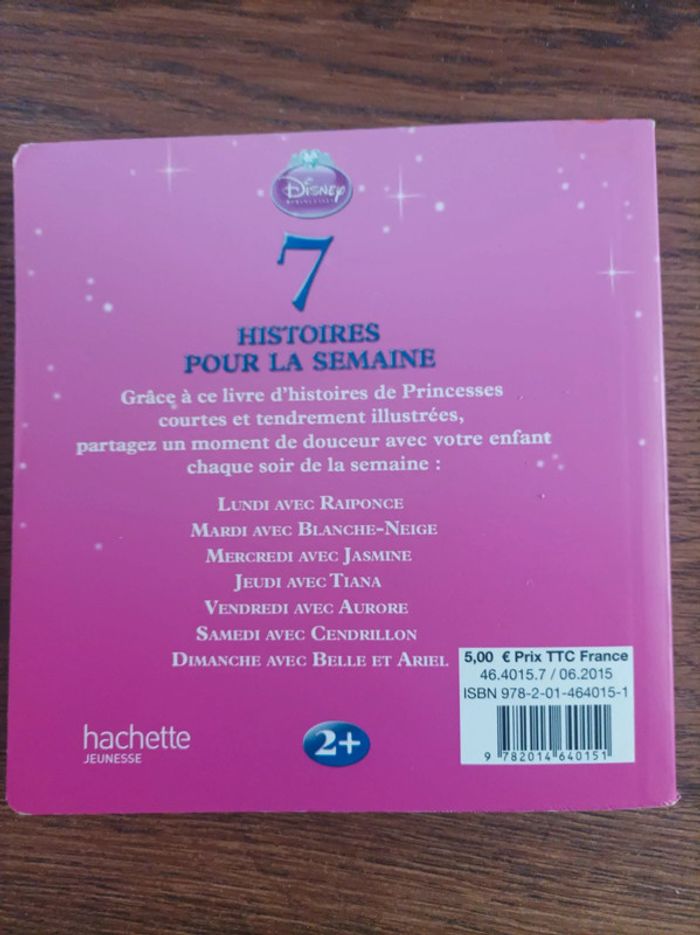 Disney
PRINCESSES
7
HISTOIRES
POUR LA SEMAINE
Grâce à ce livre d'histoires de Princesses
courtes et tendrement illustrées,
partagez un moment de douceur avec votre enfant
chaque soir de la semaine :
LUNDI AVEC RAIPONCE
MARDI AVEC BLANCHE-NEIGE
MERCREDI AVEC JASMINE
JEUDI AVEC TIANA
VENDREDI AVEC AURORE
SAMEDI AVEC CENDRILLON
DIMANCHE AVEC BELLE ET ARIEL
5,00 € Prix TTC France
46.4015.7 / 06.2015
ISBN 978-2-01-464015-1
9 782014 640151
hachette
JEUNESSE
2+